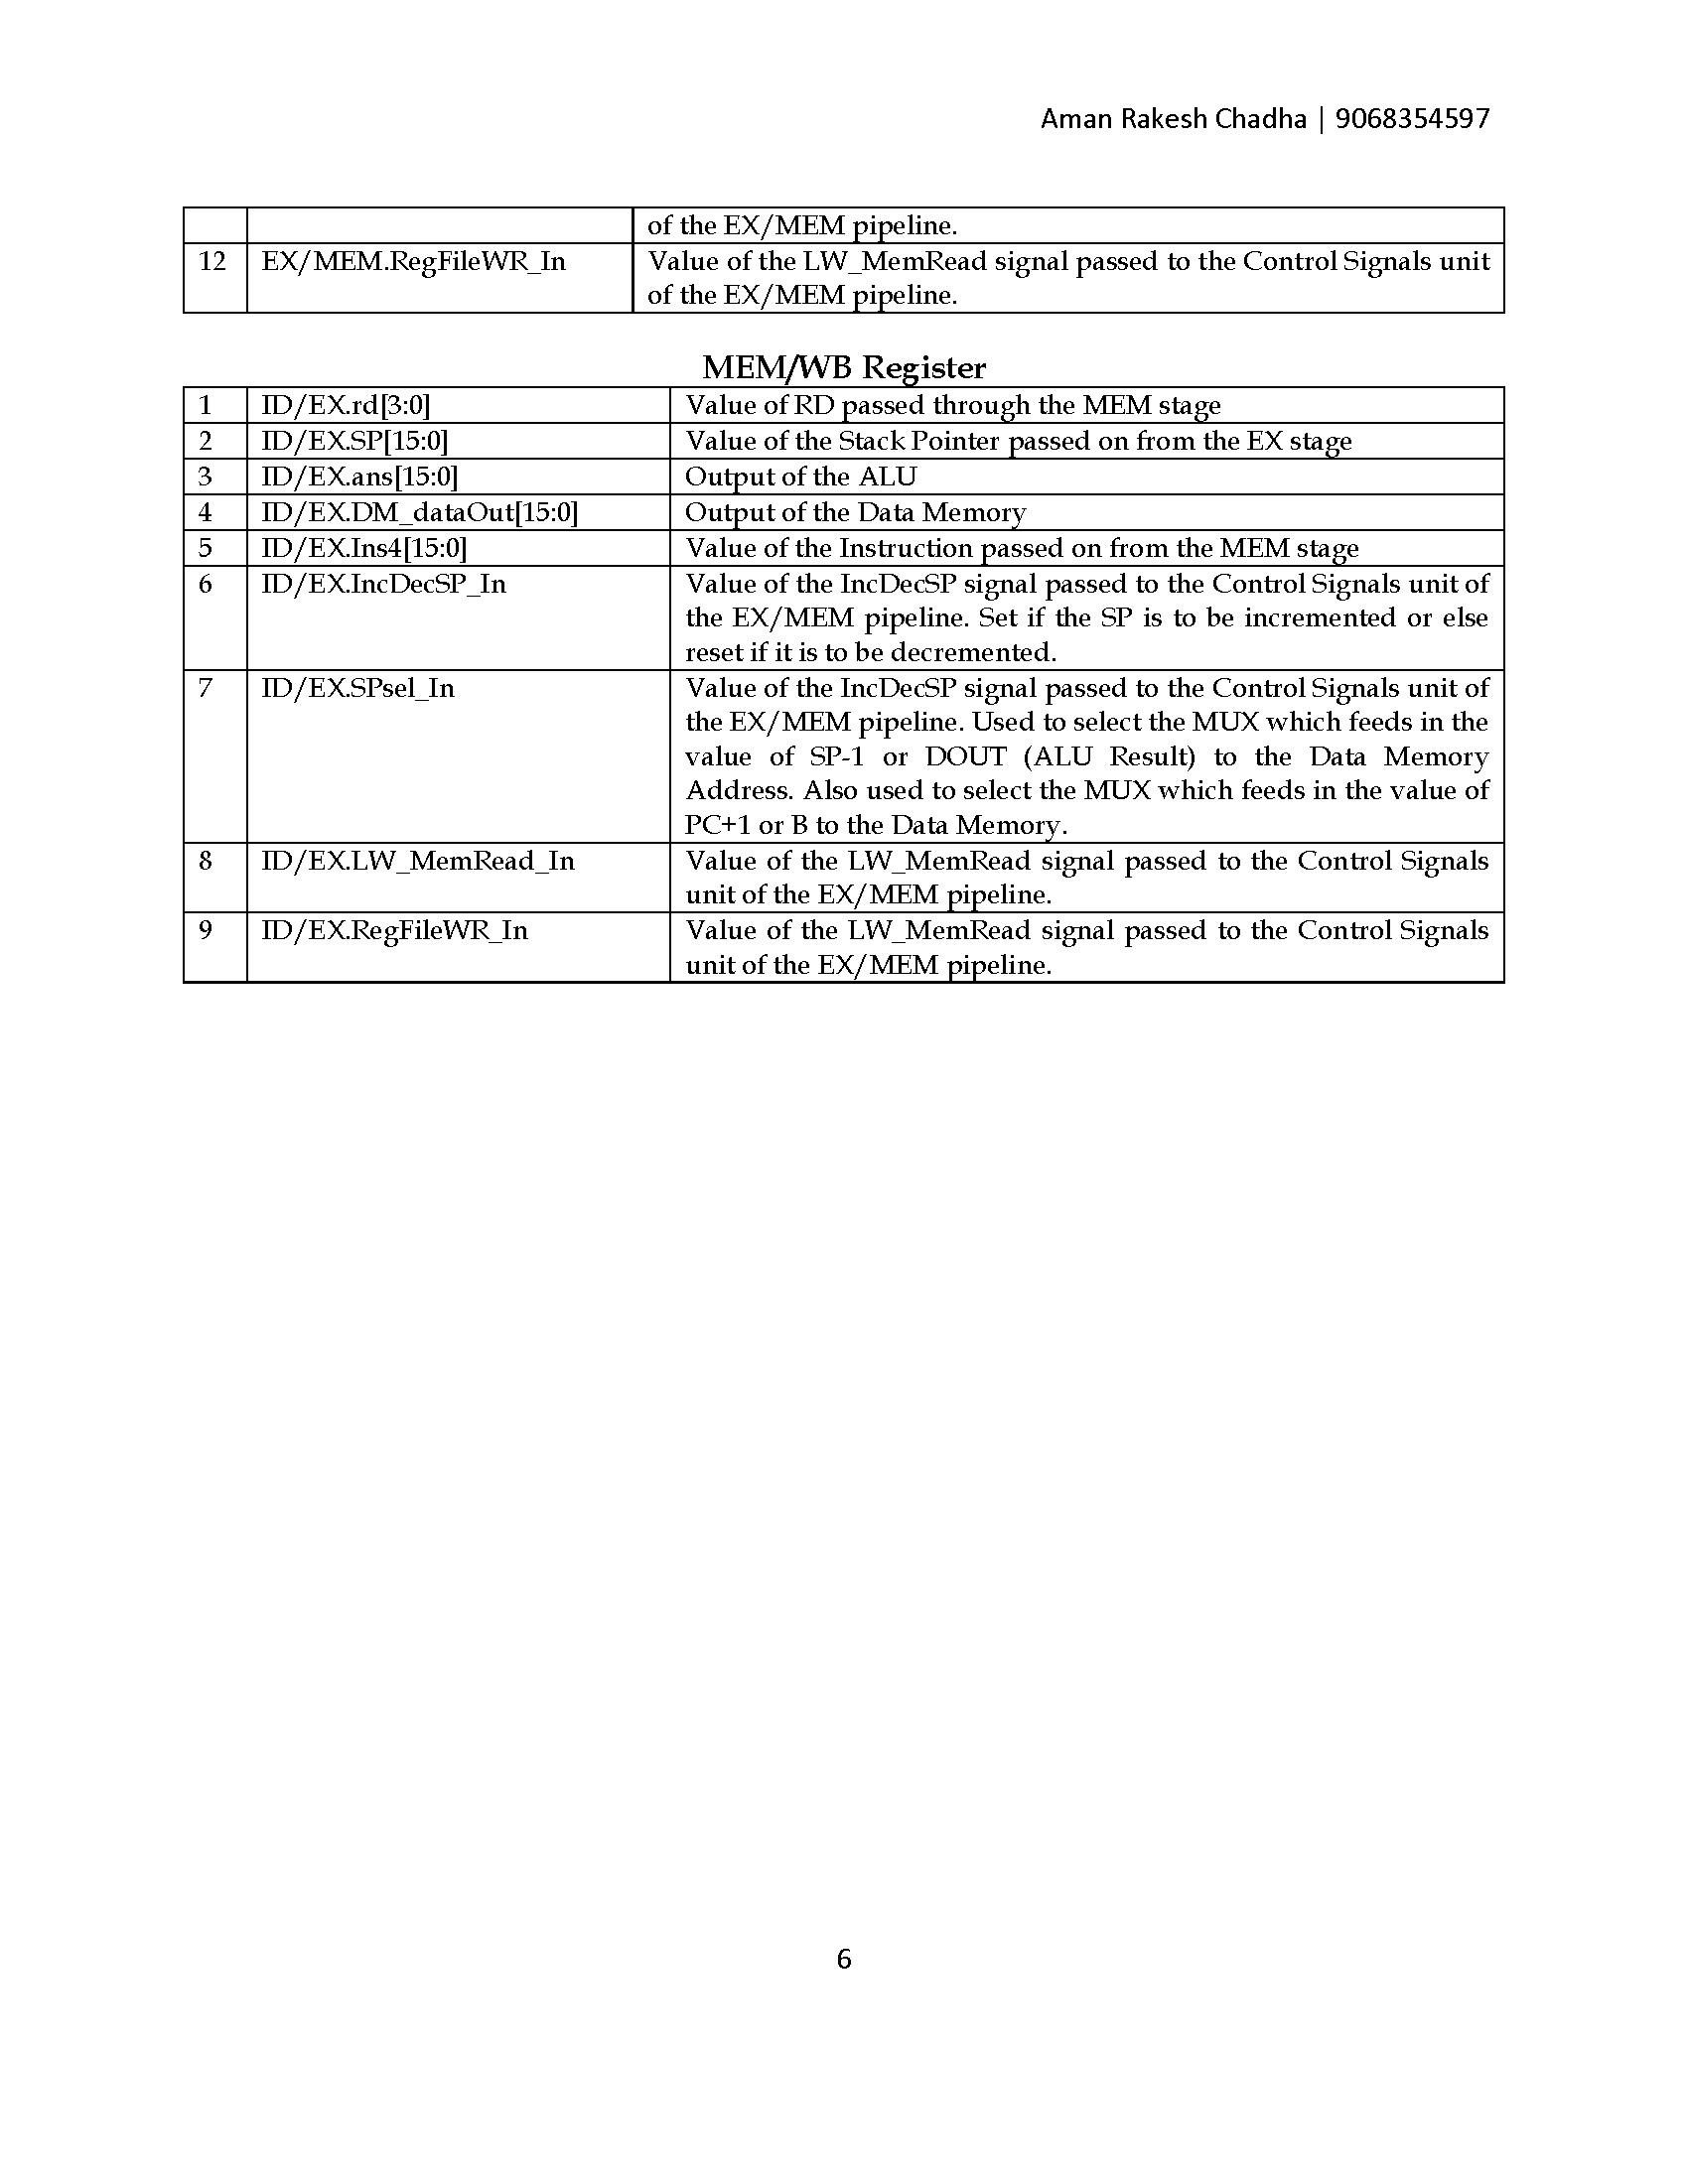 Aman Rakesh Chadha | 9068354597
of the EX/MEM pipeline.
12 EX/MEM.RegFileWR_In Value of the LW_MemRead signal passed to the Control Signals unit
of the EX/MEM pipeline.
MEM/WB Register
1 ID/EX.rd[3:0] Value of RD passed through the MEM stage
2 ID/EX.SP[15:0] Value of the Stack Pointer passed on from the EX stage
3 ID/EX.ans[15:0] Output of the ALU
4 ID/EX.DM_dataOut[15:0] Output of the Data Memory
5 ID/EX.Ins4[15:0] Value of the Instruction passed on from the MEM stage
6 ID/EX.IncDecSP_In Value of the IncDecSP signal passed to the Control Signals unit of
the EX/MEM pipeline. Set if the SP is to be incremented or else
reset if it is to be decremented.
7 ID/EX.SPsel_In Value of the IncDecSP signal passed to the Control Signals unit of
the EX/MEM pipeline. Used to select the MUX which feeds in the
value of SP-1 or DOUT (ALU Result) to the Data Memory
Address. Also used to select the MUX which feeds in the value of
PC+1 or B to the Data Memory.
8 ID/EX.LW_MemRead_In Value of the LW_MemRead signal passed to the Control Signals
unit of the EX/MEM pipeline.
9 ID/EX.RegFileWR_In Value of the LW_MemRead signal passed to the Control Signals
unit of the EX/MEM pipeline.
6